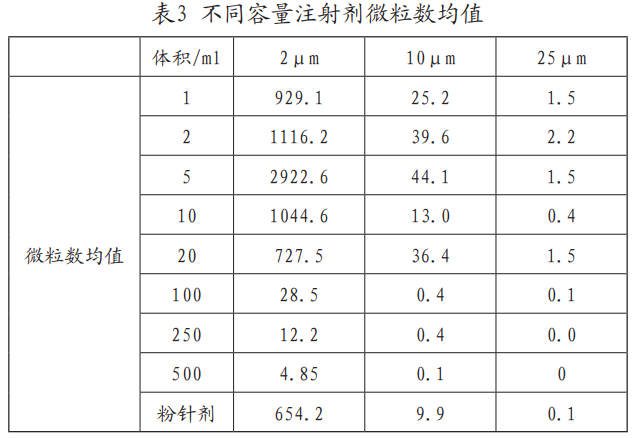 表3 不同容量注射剂微粒数均值
体积/ml 2μm 10μm 25μm
1 929.1 25.2 1.5
2 1116.2 39.6 2.2
5 2922.6 44.1 1.5
10 1044.6 13.0 0.4
微粒数均值 20 727.5 36.4 1.5
100 28.5 0.4 0.1
250 12.2 0.4 0.0
500 4.85 0.1 0
粉针剂 654.2 9.9 0.1